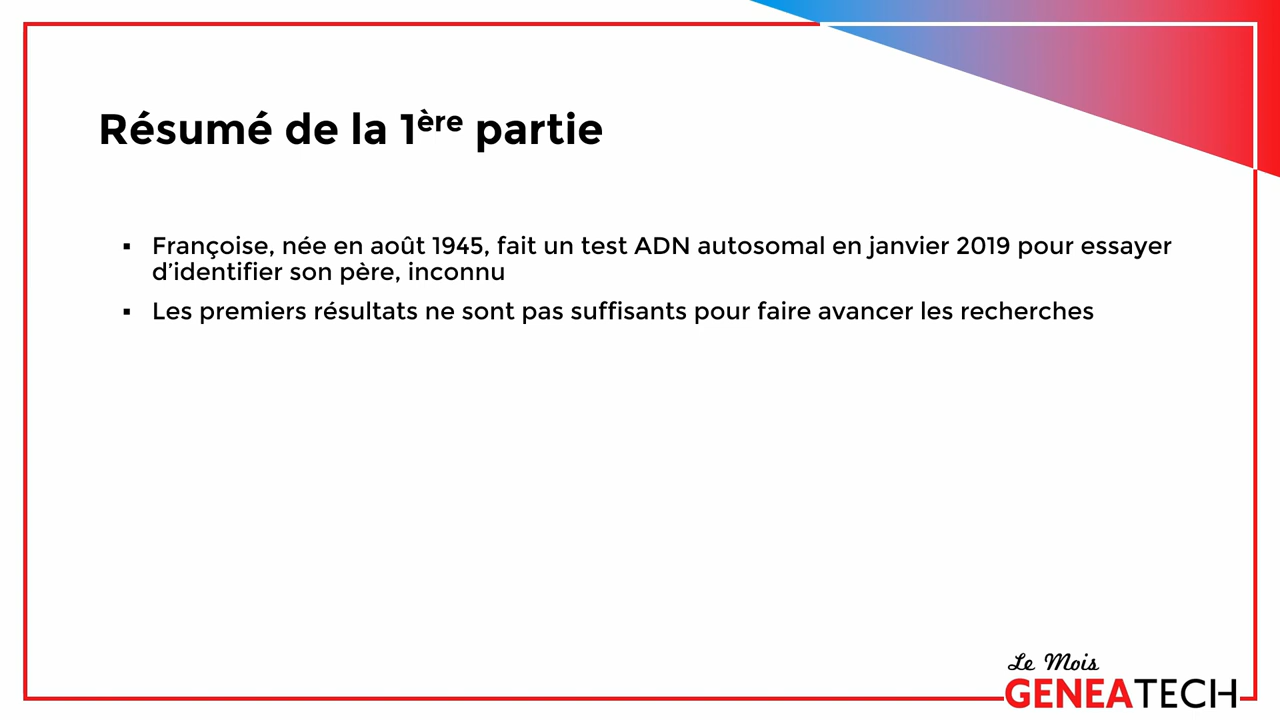 Résumé de la 1ère partie
▪ Françoise, née en août 1945, fait un test ADN autosomal en janvier 2019 pour essayer
d’identifier son père, inconnu
▪ Les premiers résultats ne sont pas suffisants pour faire avancer les recherches
Le Mois
GENEATECH